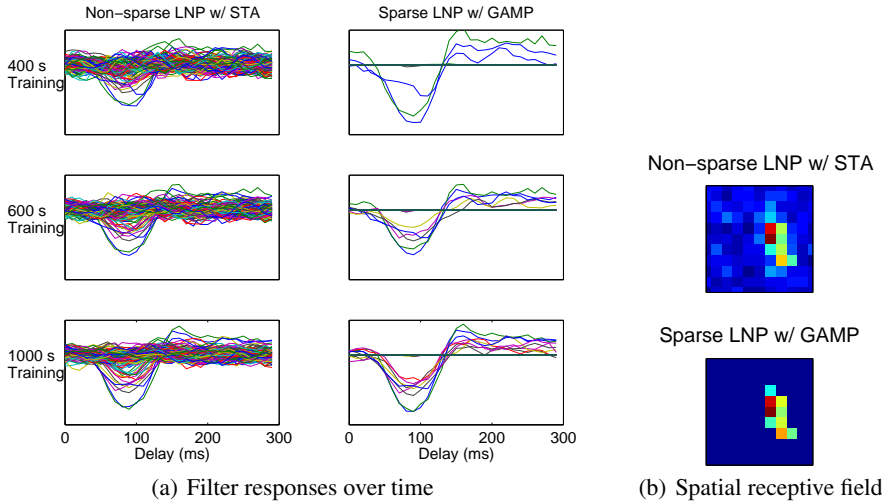 Non−sparse LNP w/ STA
Sparse LNP w/ GAMP
400 s
Training
600 s
Training
1000 s
Training
0 100 200 300
Delay (ms)
0 100 200 300
Delay (ms)
(a) Filter responses over time
Non−sparse LNP w/ STA
Sparse LNP w/ GAMP
(b) Spatial receptive field